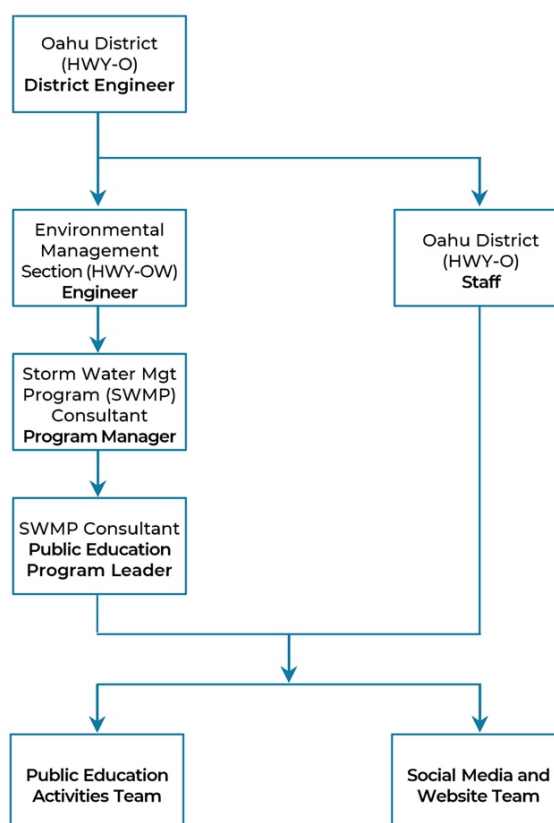 Oahu District
(HWY-O)
District Engineer
Environmental
Management
Section (HWY-OW)
Engineer
Oahu District
(HWY-O)
Staff
Storm Water Mgt
Program (SWMP)
Consultant
Program Manager
SWMP Consultant
Public Education
Program Leader
Public Education
Activities Team
Social Media and
Website Team